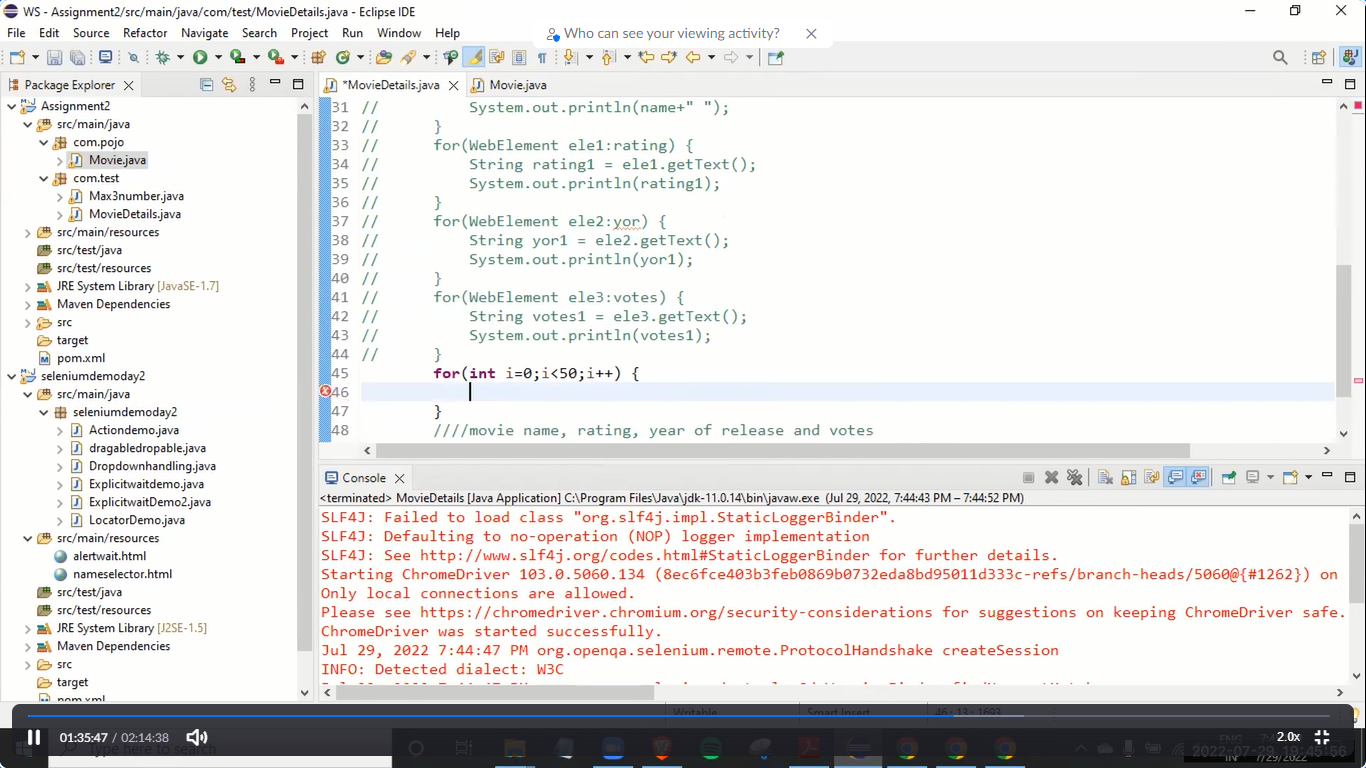 WS - Assignment2/src/main/java/com/test/MovieDetails.java - Eclipse IDE
File Edit Source Refactor Navigate Search Project Run Window Help
Who can see your viewing activity?
Package Explorer
*MovieDetails.java
Movie.java
Assignment2
src/main/java
com.pojo
Movie.java
com.test
Max3number.java
MovieDetails.java
src/main/resources
src/test/java
src/test/resources
JRE System Library [JavaSE-1.7]
Maven Dependencies
src
target
pom.xml
seleniumdemoday2
src/main/java
seleniumdemoday2
Actiondemo.java
dragabledropable.java
Dropdownhandling.java
Explicitwaitdemo.java
ExplicitwaitDemo2.java
LocatorDemo.java
src/main/resources
alertwait.html
nameselector.html
src/test/java
src/test/resources
JRE System Library [J2SE-1.5]
Maven Dependencies
src
target
pom.xml
31 // System.out.println(name+" ");
32 // }
33 // for(WebElement ele1:rating) {
34 // String rating1 = ele1.getText();
35 // System.out.println(rating1);
36 // }
37 // for(WebElement ele2:yor) {
38 // String yor1 = ele2.getText();
39 // System.out.println(yor1);
40 // }
41 // for(WebElement ele3:votes) {
42 // String votes1 = ele3.getText();
43 // System.out.println(votes1);
44 // }
45 for(int i=0;i<50;i++) {
46
47 }
48 ////movie name, rating, year of release and votes
Console
<terminated> MovieDetails [Java Application] C:\Program Files\Java\jdk-11.0.14\bin\javaw.exe (Jul 29, 2022, 7:44:43 PM – 7:44:52 PM)
SLF4J: Failed to load class "org.slf4j.impl.StaticLoggerBinder".
SLF4J: Defaulting to no-operation (NOP) logger implementation
SLF4J: See http://www.slf4j.org/codes.html#StaticLoggerBinder for further details.
Starting ChromeDriver 103.0.5060.134 (8ec6fce403b3feb0869b0732eda8bd95011d333c-refs/branch-heads/5060@{#1262}) on
Only local connections are allowed.
Please see https://chromedriver.chromium.org/security-considerations for suggestions on keeping ChromeDriver safe.
ChromeDriver was started successfully.
Jul 29, 2022 7:44:47 PM org.openqa.selenium.remote.ProtocolHandshake createSession
INFO: Detected dialect: W3C
Writable Smart Insert 46 : 13 : 1693
01:35:47 / 02:14:38
Type here to search
2.0x
2022-07-29 19:45:56
IN 7/29/2022